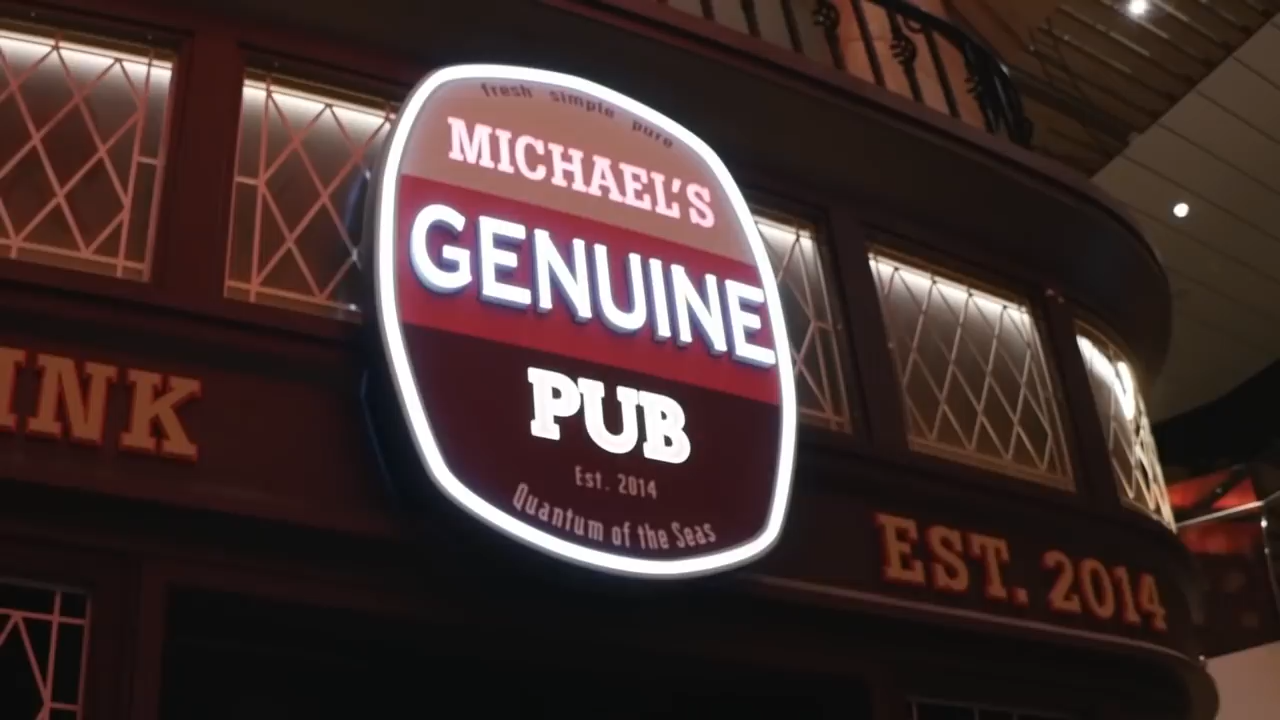 fresh simple pure
MICHAEL'S
GENUINE
PUB
Est. 2014
Quantum of the Seas
INK
EST. 2014